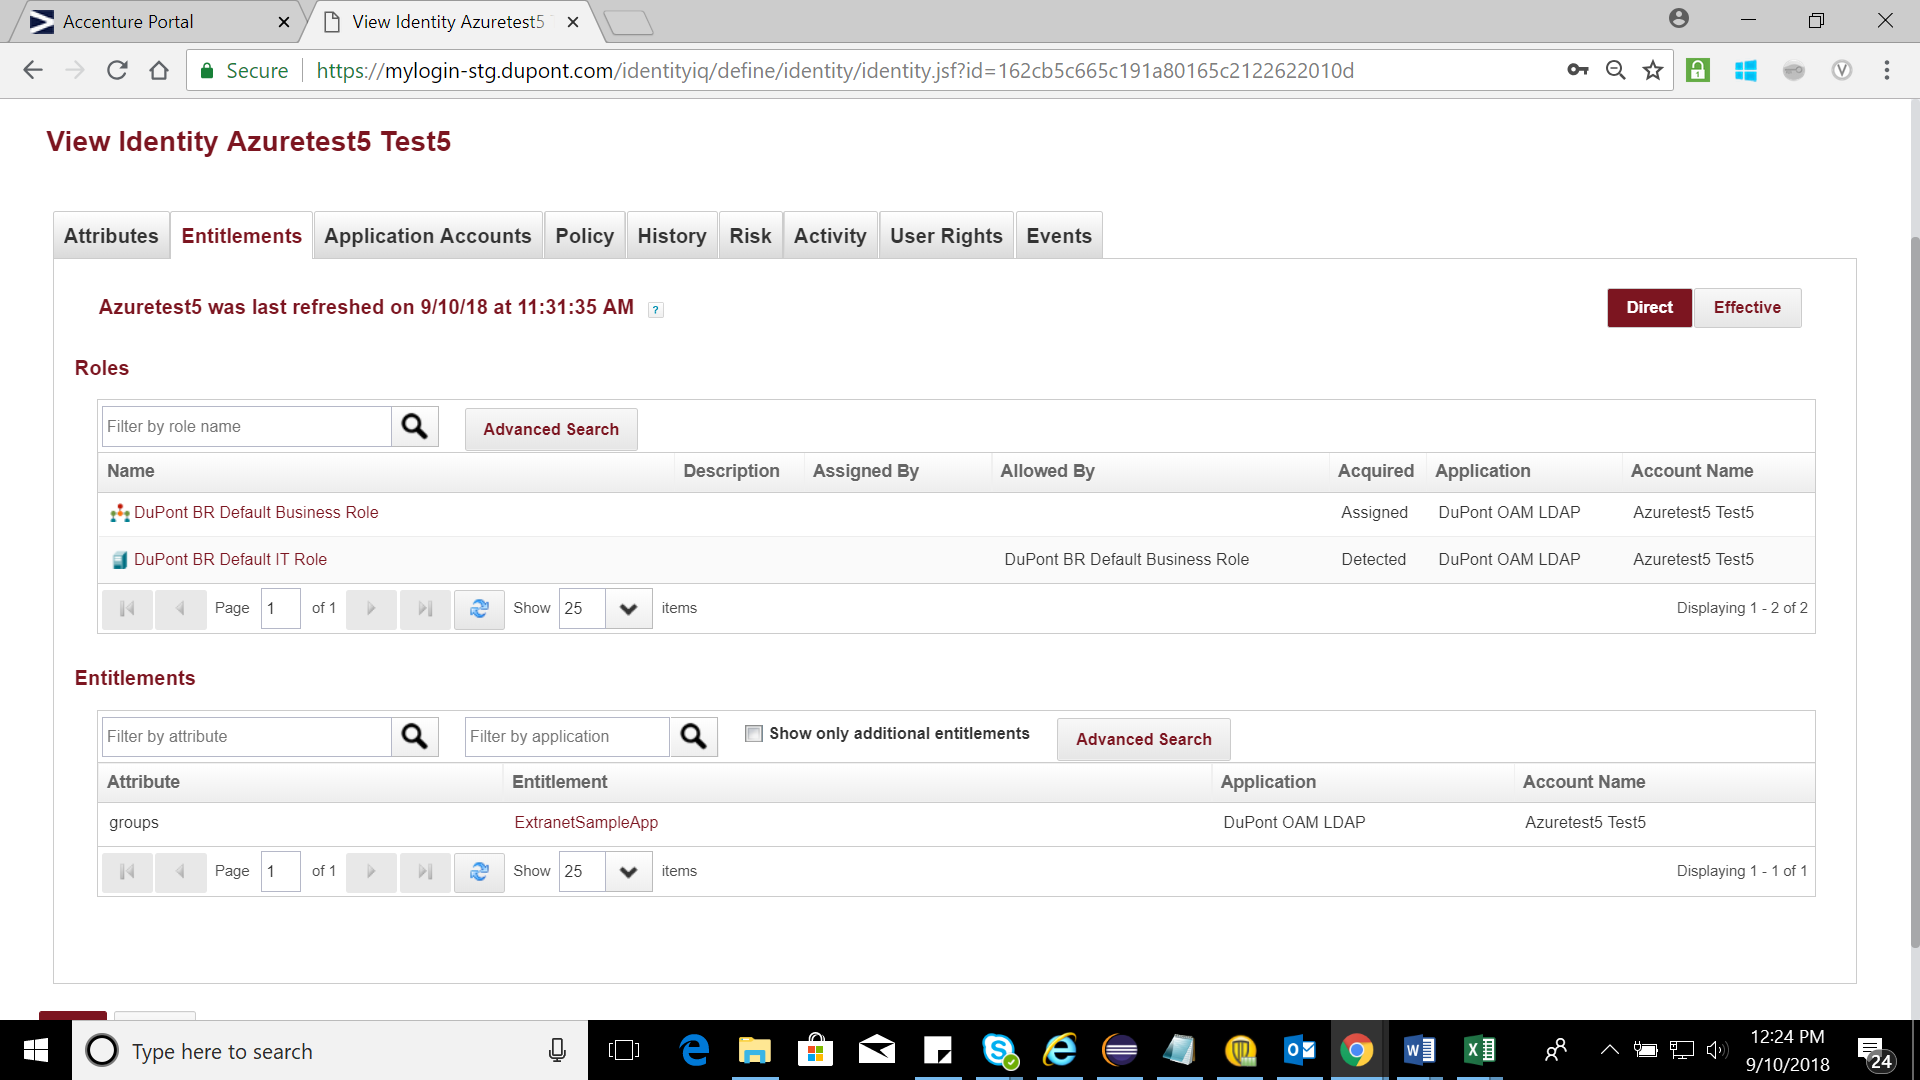 Accenture Portal
View Identity Azuretest5
Secure
https://mylogin-stg.dupont.com/identityiq/define/identity/identity.jsf?id=162cb5c665c191a80165c2122622010d
View Identity Azuretest5 Test5
Attributes Entitlements Application Accounts Policy History Risk Activity User Rights Events
Azuretest5 was last refreshed on 9/10/18 at 11:31:35 AM ?
Direct Effective
Roles
Filter by role name Advanced Search
Name Description Assigned By Allowed By Acquired Application Account Name
DuPont BR Default Business Role Assigned DuPont OAM LDAP Azuretest5 Test5
DuPont BR Default IT Role DuPont BR Default Business Role Detected DuPont OAM LDAP Azuretest5 Test5
Page 1 of 1 Show 25 items Displaying 1 - 2 of 2
Entitlements
Filter by attribute Filter by application Show only additional entitlements Advanced Search
Attribute Entitlement Application Account Name
groups ExtranetSampleApp DuPont OAM LDAP Azuretest5 Test5
Page 1 of 1 Show 25 items Displaying 1 - 1 of 1
Type here to search
12:24 PM
9/10/2018
24